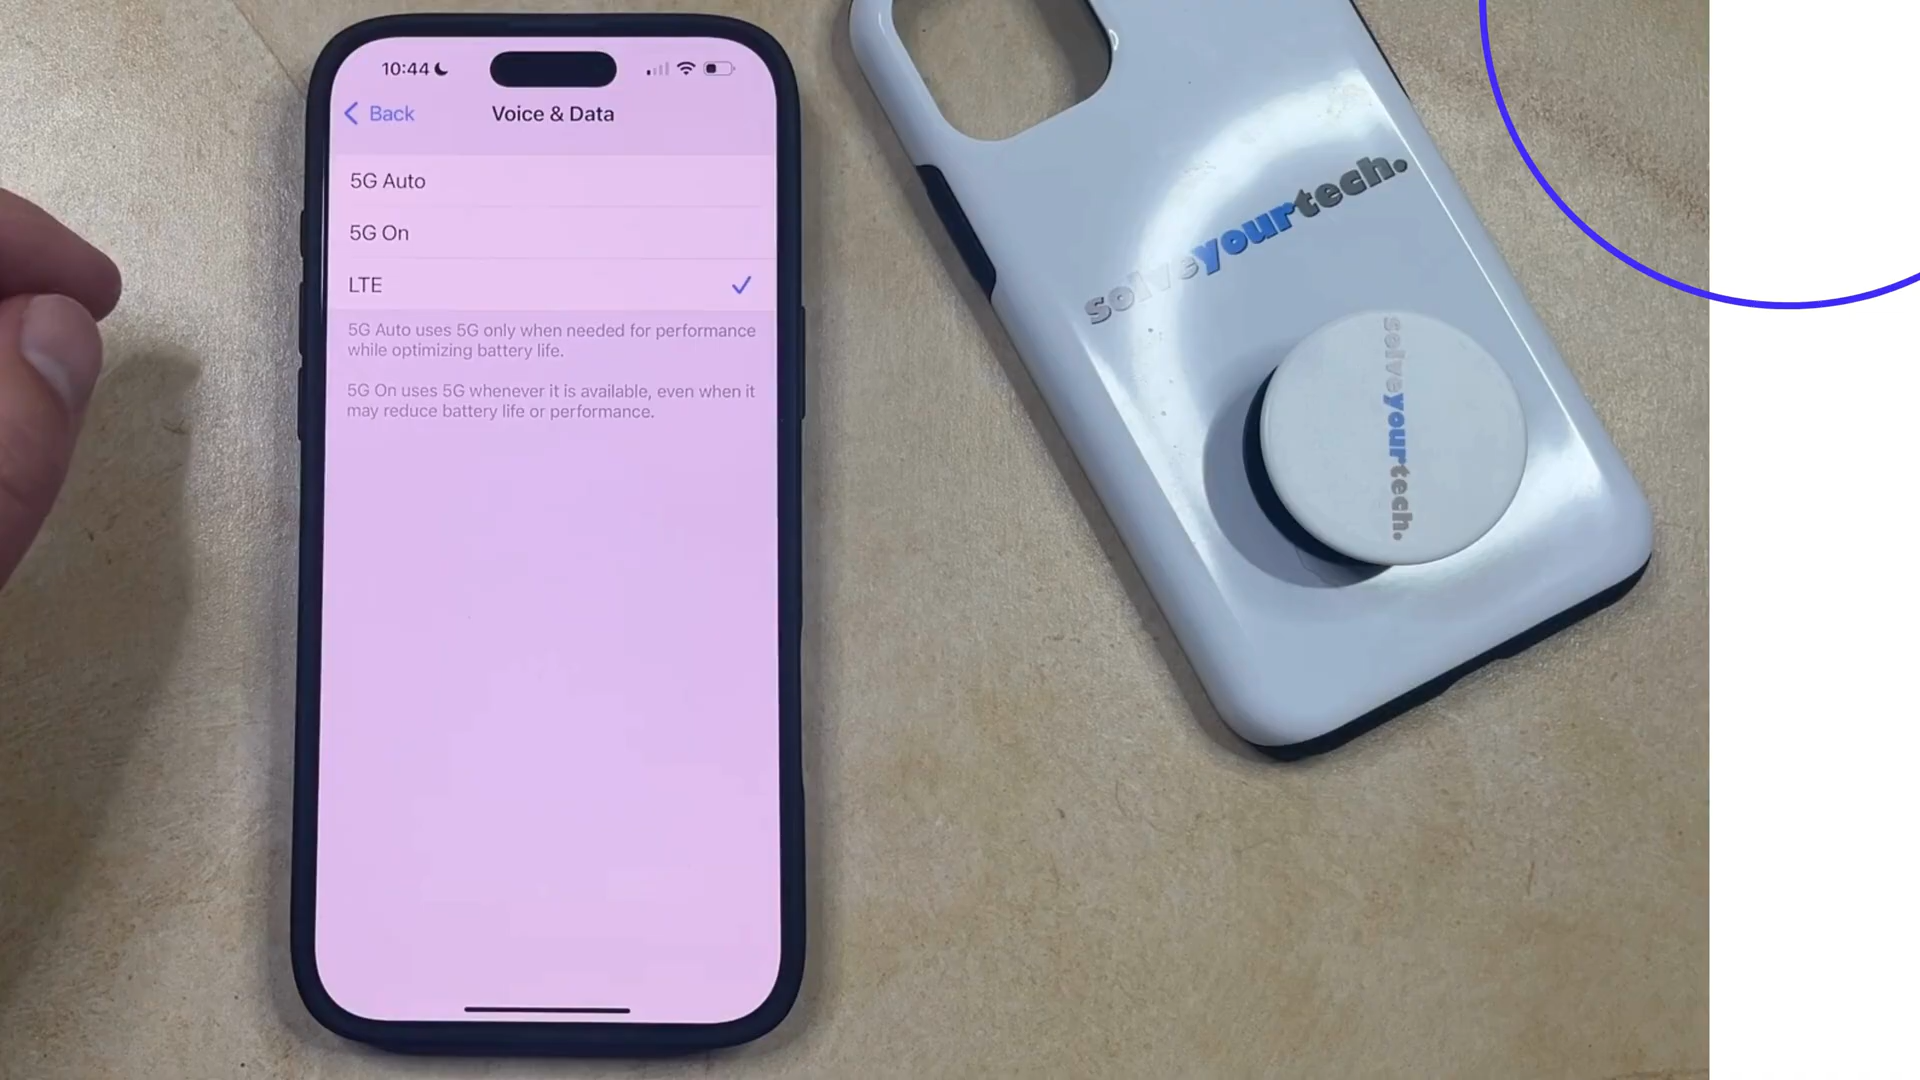 10:44
Back
Voice & Data
5G Auto
5G On
LTE
5G Auto uses 5G only when needed for performance
while optimizing battery life.
5G On uses 5G whenever it is available, even when it
may reduce battery life or performance.
solveyourtech.
solveyourtech.